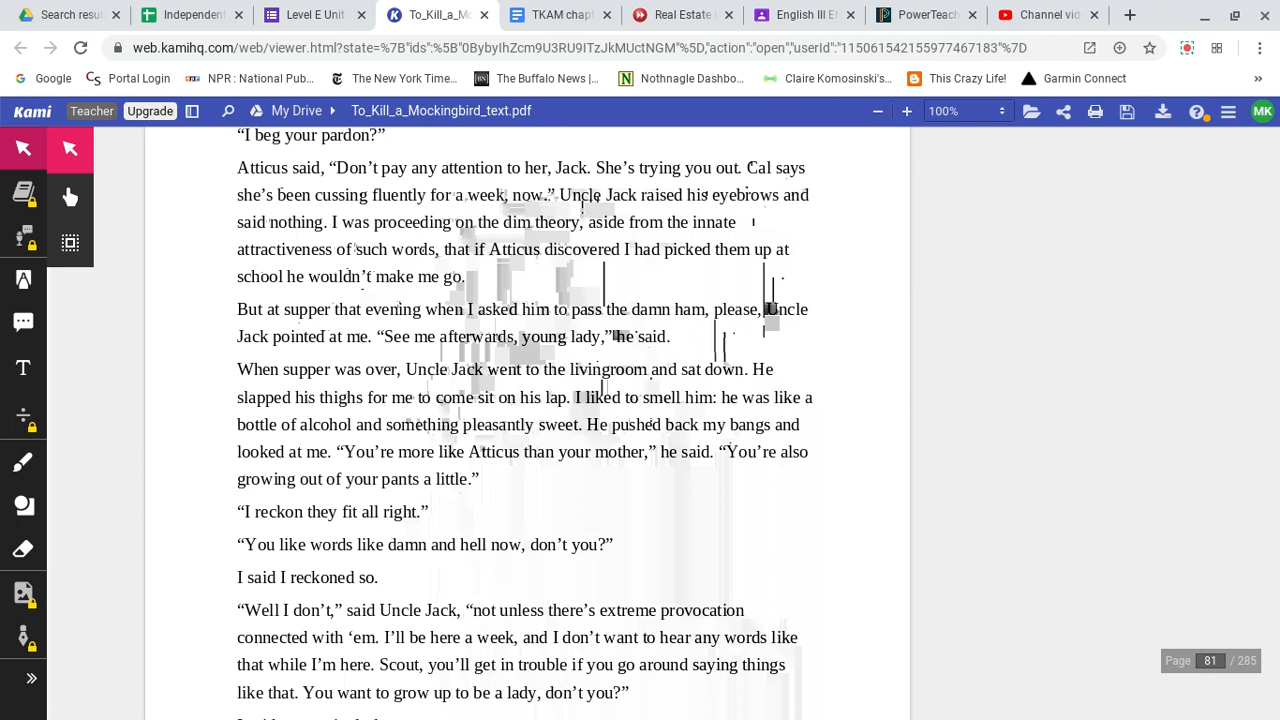 Search result
Independent
Level E Unit
To_Kill_a_M
TKAM chap
Real Estate
English III E
PowerTeach
Channel vid
web.kamihq.com/web/viewer.html?state=%7B"ids":%5B"0BybyIhZcm9U3RU9ITzJkMUctNGM"%5D,"action":"open","userId":"115061542155977467183"%7D
Google
Portal Login
NPR : National Pub...
The New York Time...
The Buffalo News |...
Nothnagle Dashbo...
Claire Komosinski's...
This Crazy Life!
Garmin Connect
»
Kami Teacher Upgrade My Drive To_Kill_a_Mockingbird_text.pdf 100% MK
“I beg your pardon?”
Atticus said, “Don’t pay any attention to her, Jack. She’s trying you out. Cal says
she’s been cussing fluently for a week, now.” Uncle Jack raised his eyebrows and
said nothing. I was proceeding on the dim theory, aside from the innate
attractiveness of such words, that if Atticus discovered I had picked them up at
school he wouldn’t make me go.
But at supper that evening when I asked him to pass the damn ham, please, Uncle
Jack pointed at me. “See me afterwards, young lady,” he said.
When supper was over, Uncle Jack went to the livingroom and sat down. He
slapped his thighs for me to come sit on his lap. I liked to smell him: he was like a
bottle of alcohol and something pleasantly sweet. He pushed back my bangs and
looked at me. “You’re more like Atticus than your mother,” he said. “You’re also
growing out of your pants a little.”
“I reckon they fit all right.”
“You like words like damn and hell now, don’t you?”
I said I reckoned so.
“Well I don’t,” said Uncle Jack, “not unless there’s extreme provocation
connected with ‘em. I’ll be here a week, and I don’t want to hear any words like
that while I’m here. Scout, you’ll get in trouble if you go around saying things
like that. You want to grow up to be a lady, don’t you?”
Page 81 / 285